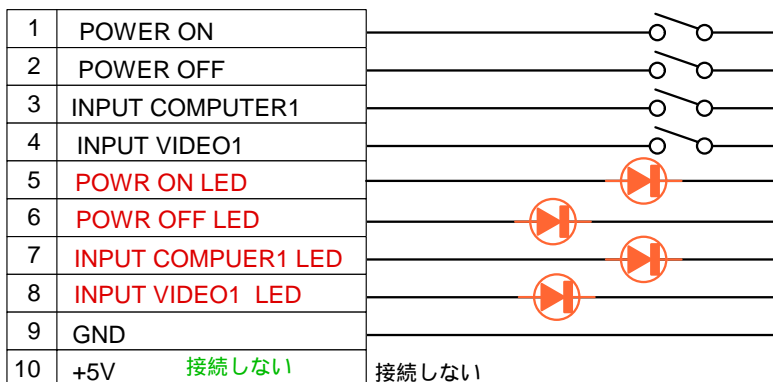 1 POWER ON
2 POWER OFF
3 INPUT COMPUTER1
4 INPUT VIDEO1
5 POWR ON LED
6 POWR OFF LED
7 INPUT COMPUER1 LED
8 INPUT VIDEO1 LED
9 GND
10 +5V 接続しない 接続しない